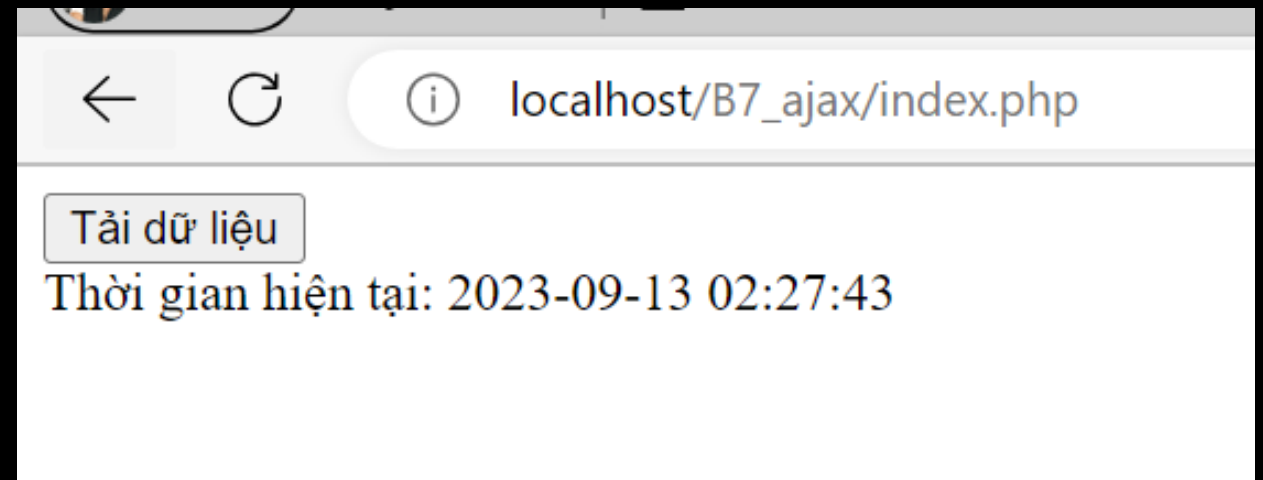 localhost/B7_ajax/index.php
Tải dữ liệu
Thời gian hiện tại: 2023-09-13 02:27:43